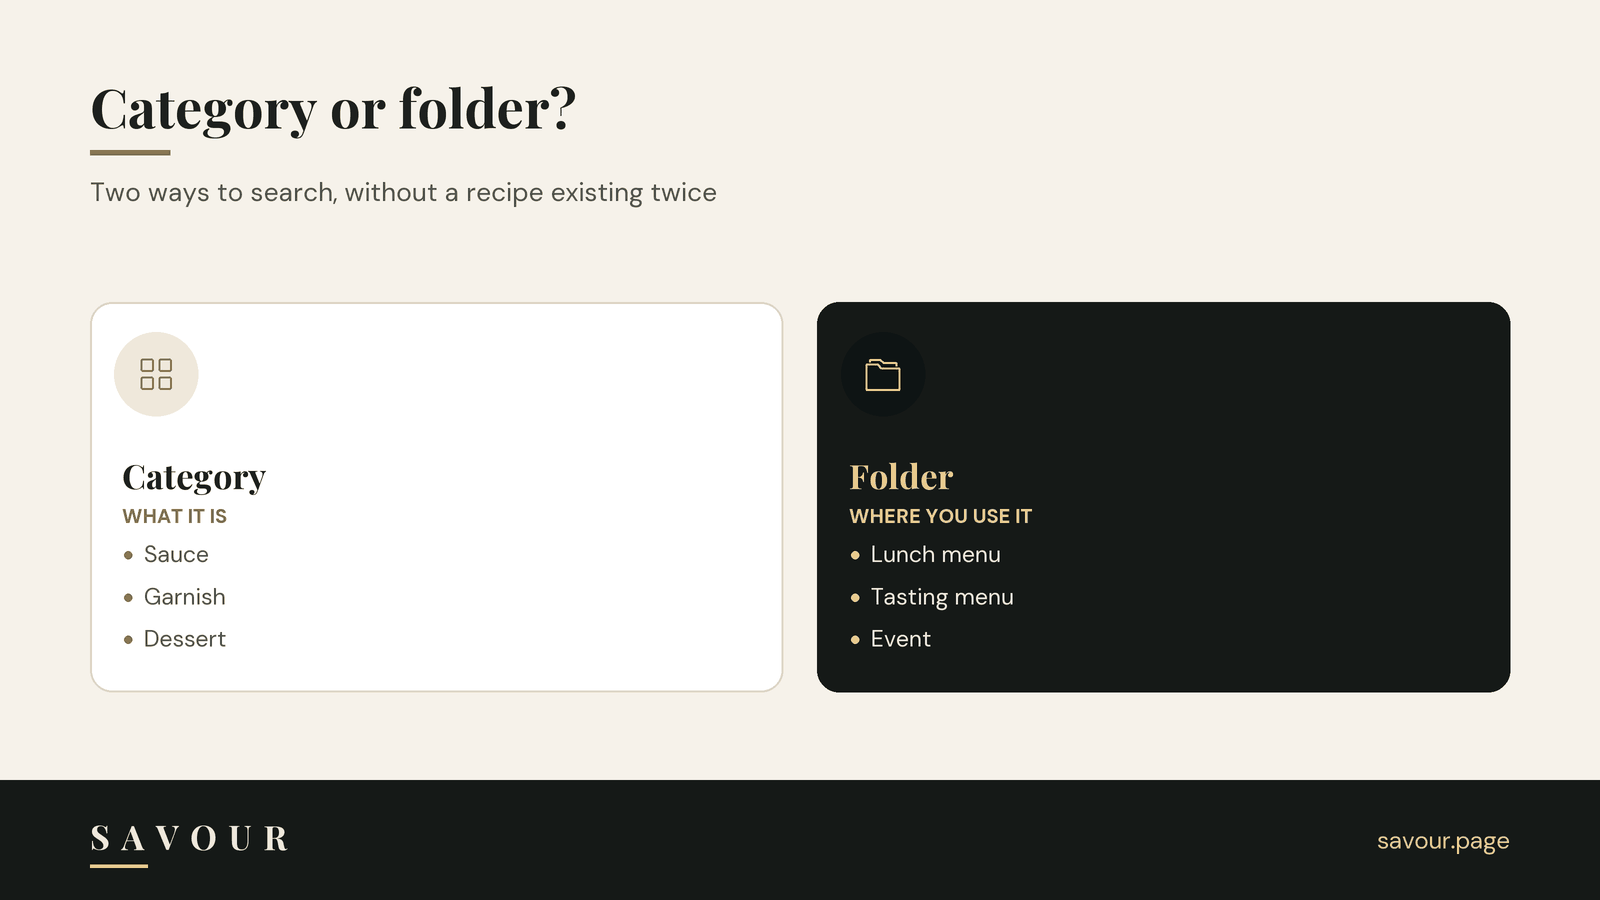 Category or folder?
Two ways to search, without a recipe existing twice
Category
WHAT IT IS
Sauce
Garnish
Dessert
Folder
WHERE YOU USE IT
Lunch menu
Tasting menu
Event
SAVOUR
savour.page